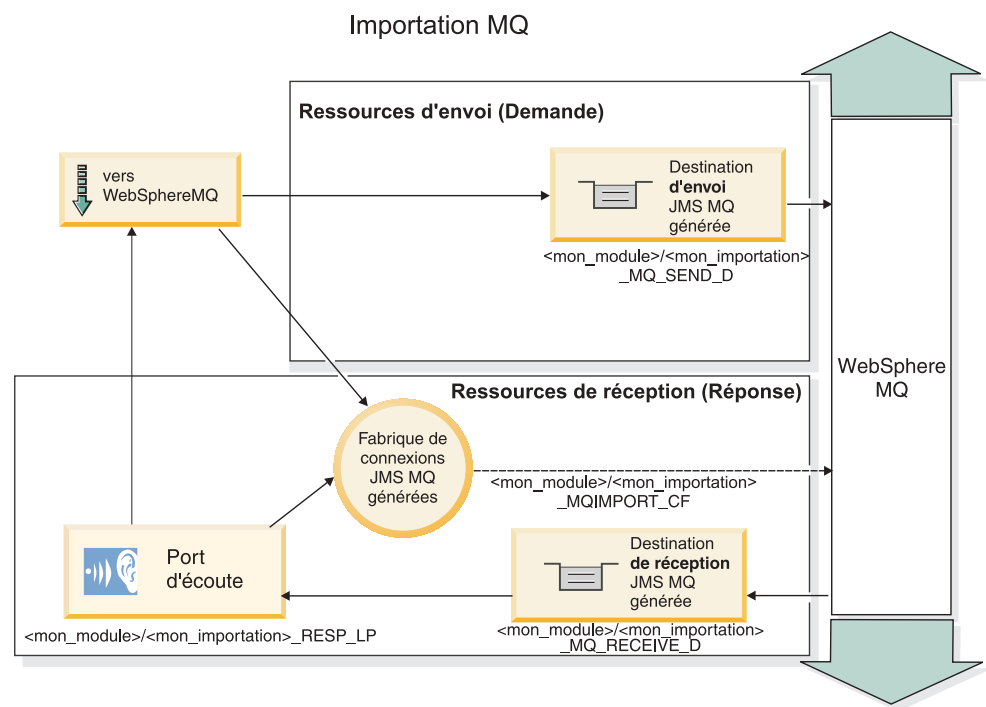 Importation MQ
Ressources d'envoi (Demande)
vers
WebSphereMQ
Destination
d'envoi
JMS MQ
générée
<mon_module>/<mon_importation>
_MQ_SEND_D
WebSphere
MQ
Ressources de réception (Réponse)
Fabrique de
connexions
JMS MQ
générées
<mon_module>/<mon_importation>
_MQIMPORT_CF
Port
d'écoute
<mon_module>/<mon_importation>_RESP_LP
Destination
de réception
JMS MQ
générée
<mon_module>/<mon_importation>
_MQ_RECEIVE_D